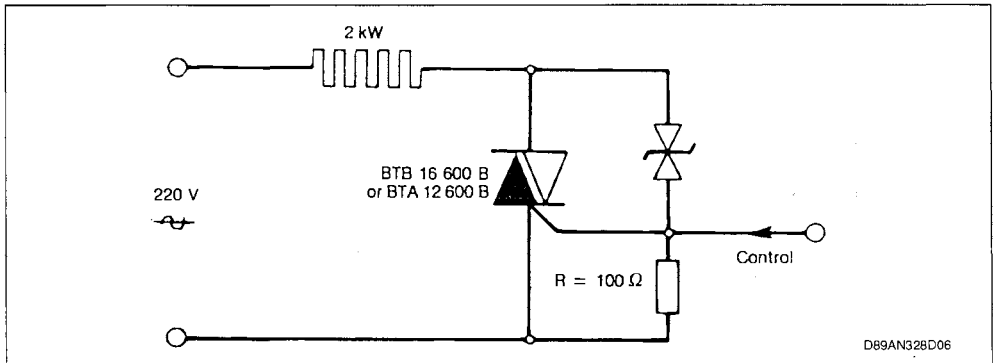 2 kW
BTB 16 600 B
or BTA 12 600 B
220 V
Control
R = 100 Ω
D89AN328D06